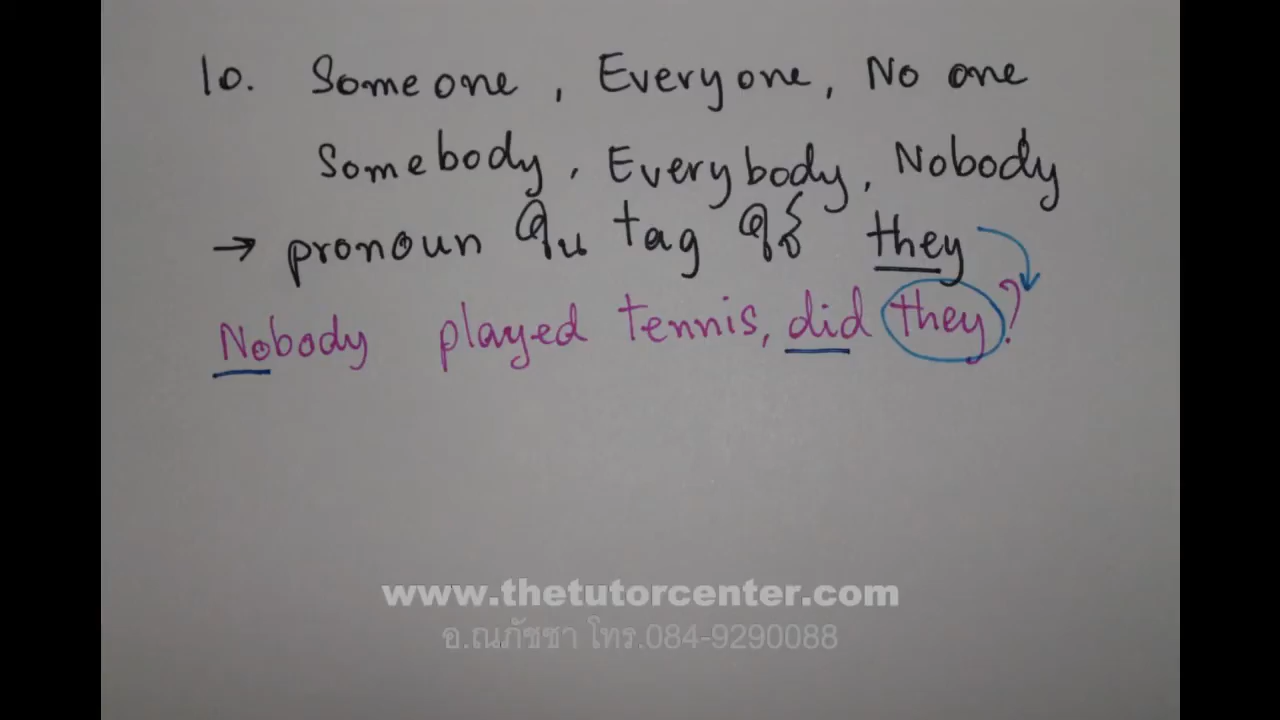 10. Someone, Everyone, No one
Somebody, Everybody, Nobody
→ pronoun ใน tag ใช้ they
Nobody played tennis, did they?
www.thetutorcenter.com
อ.ณภัชชา โทร.084-9290088